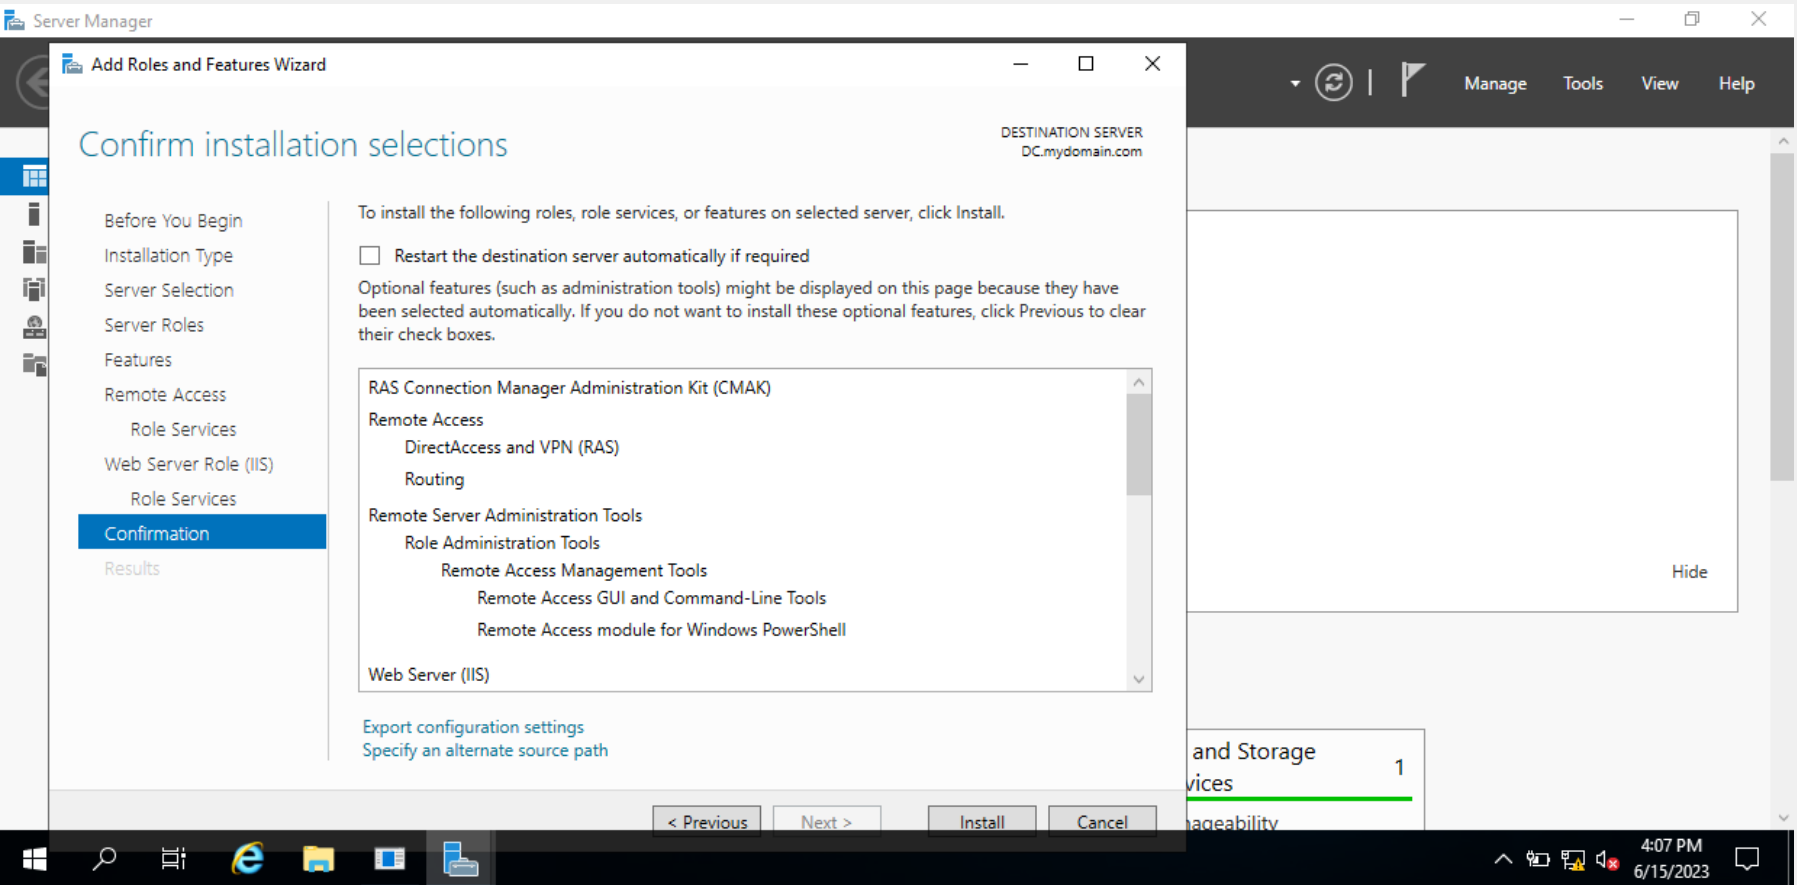 Server Manager
Add Roles and Features Wizard
Manage
Tools
View
Help
Confirm installation selections
DESTINATION SERVER
DC.mydomain.com
Before You Begin
Installation Type
Server Selection
Server Roles
Features
Remote Access
Role Services
Web Server Role (IIS)
Role Services
Confirmation
Results
To install the following roles, role services, or features on selected server, click Install.
Restart the destination server automatically if required
Optional features (such as administration tools) might be displayed on this page because they have
been selected automatically. If you do not want to install these optional features, click Previous to clear
their check boxes.
RAS Connection Manager Administration Kit (CMAK)
Remote Access
DirectAccess and VPN (RAS)
Routing
Remote Server Administration Tools
Role Administration Tools
Remote Access Management Tools
Remote Access GUI and Command-Line Tools
Remote Access module for Windows PowerShell
Web Server (IIS)
Export configuration settings
Specify an alternate source path
< Previous
Next >
Install
Cancel
Hide
and Storage
vices
1
nageability
4:07 PM
6/15/2023